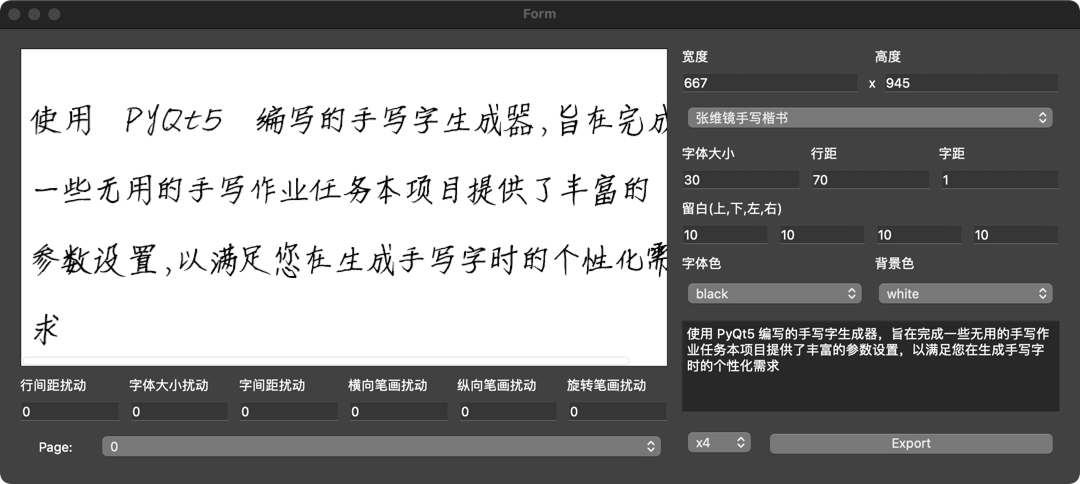 Form
使用 PyQt5 编写的手写字生成器,旨在完成
一些无用的手写作业任务本项目提供了丰富的
参数设置,以满足您在生成手写字时的个性化需
求
行间距扰动 字体大小扰动 字间距扰动 横向笔画扰动 纵向笔画扰动 旋转笔画扰动
0 0 0 0 0 0
Page: 0
宽度 高度
667 x 945
张维镜手写楷书
字体大小 行距 字距
30 70 1
留白(上,下,左,右)
10 10 10 10
字体色 背景色
black white
使用 PyQt5 编写的手写字生成器，旨在完成一些无用的手写作
业任务本项目提供了丰富的参数设置，以满足您在生成手写字
时的个性化需求
x4 Export